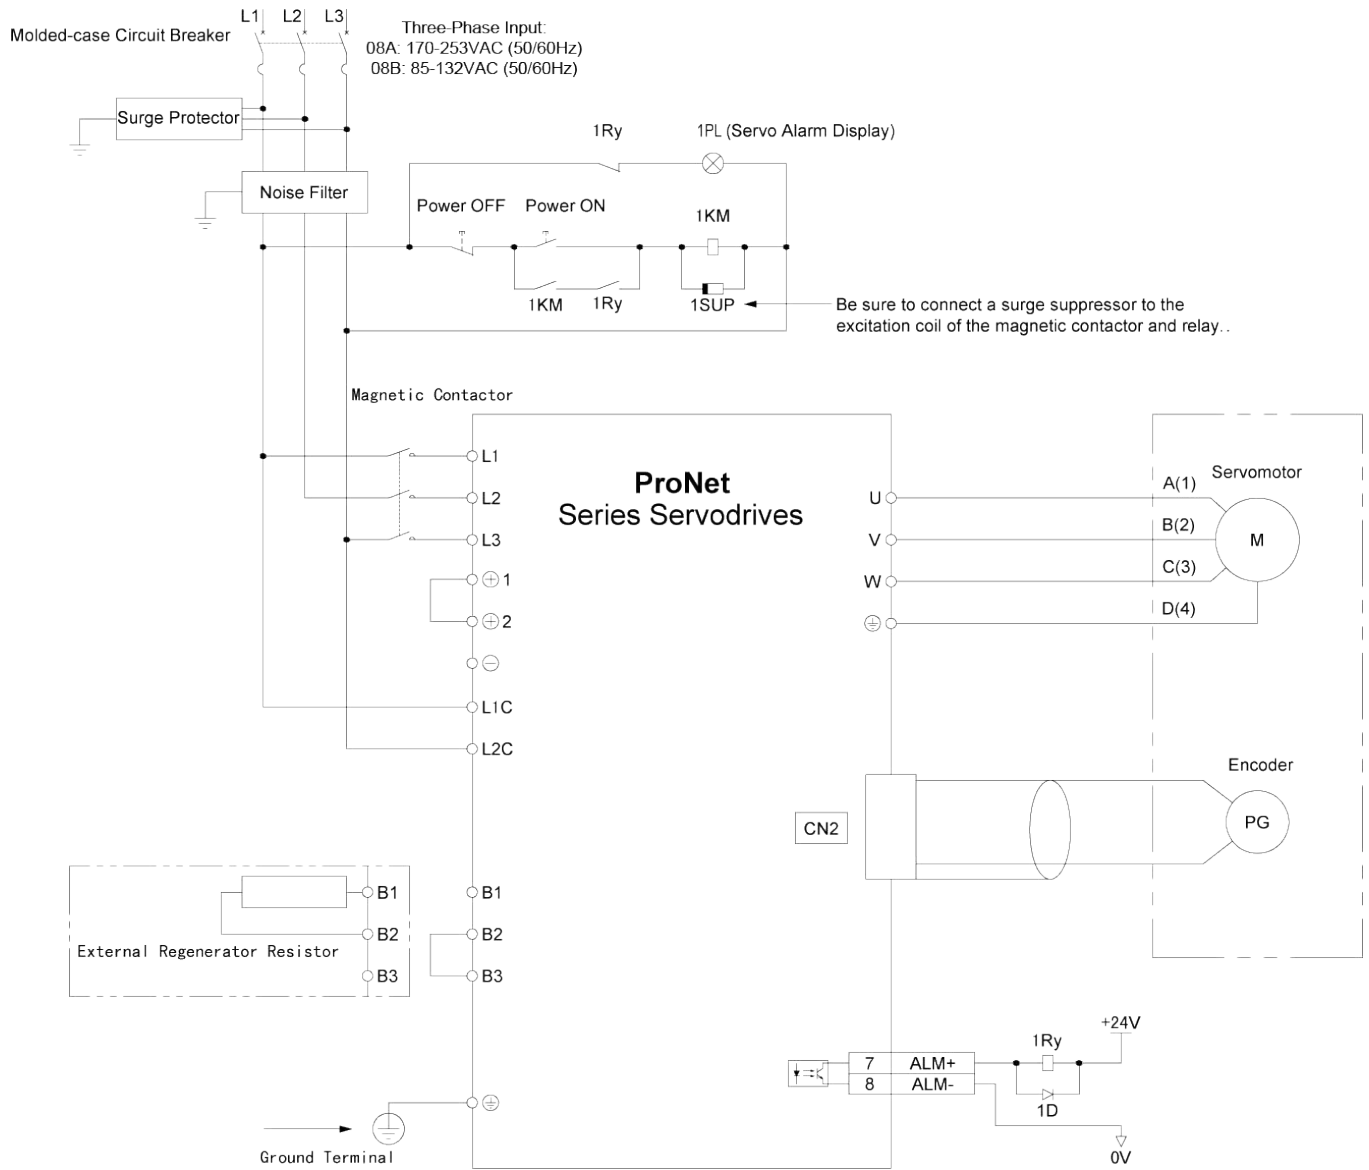 L1 L2 L3
Molded-case Circuit Breaker
Three-Phase Input:
08A: 170-253VAC (50/60Hz)
08B: 85-132VAC (50/60Hz)
Surge Protector
1Ry
1PL (Servo Alarm Display)
Noise Filter
Power OFF
Power ON
1KM
1KM
1Ry
1SUP
Be sure to connect a surge suppressor to the
excitation coil of the magnetic contactor and relay..
Magnetic Contactor
ProNet
Series Servodrives
L1
L2
L3
1
2
L1C
L2C
B1
B2
B3
U
V
W
A(1)
B(2)
C(3)
D(4)
Servomotor
M
Encoder
PG
CN2
B1
B2
B3
External Regenerator Resistor
+24V
1Ry
7 ALM+
8 ALM-
1D
0V
Ground Terminal